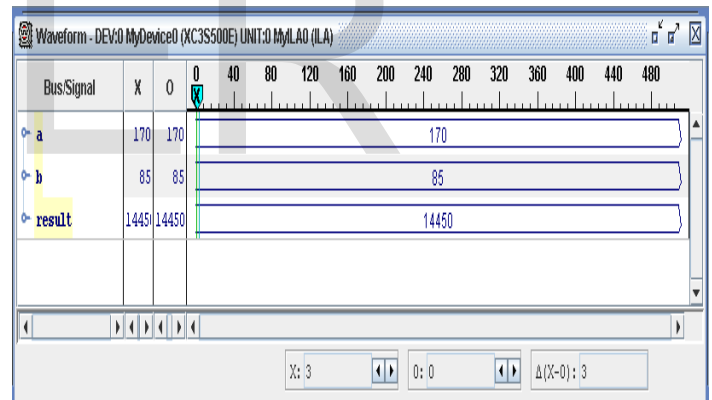 Waveform - DEV:0 MyDevice0 (XC3S500E) UNIT:0 MyILA0 (ILA)
Bus/Signal X O 0 40 80 120 160 200 240 280 320 360 400 440 480
X
a 170 170 170
b 85 85 85
result 14450 14450 14450
X: 3 O: 0 Δ(X-O): 3